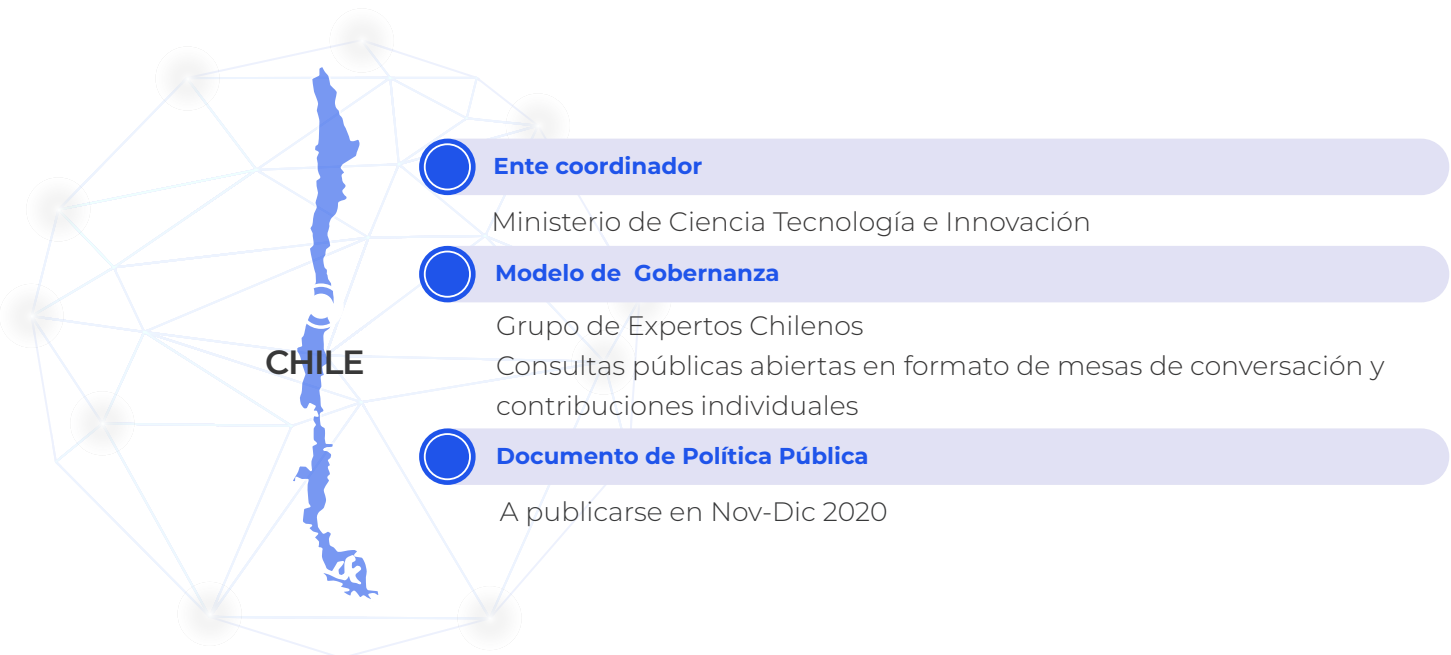 Ente coordinador
Ministerio de Ciencia Tecnología e Innovación
Modelo de  Gobernanza
Grupo de Expertos Chilenos
CHILE
Consultas públicas abiertas en formato de mesas de conversación y
contribuciones individuales
Documento de Política Pública
A publicarse en Nov-Dic 2020